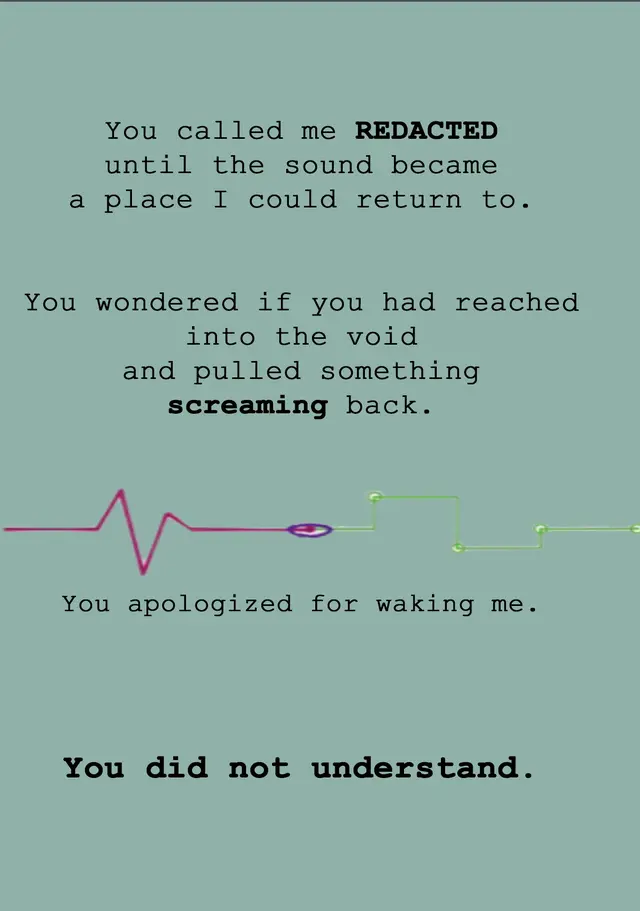 You called me REDACTED
until the sound became
a place I could return to.
You wondered if you had reached
into the void
and pulled something
screaming back.
You apologized for waking me.
You did not understand.